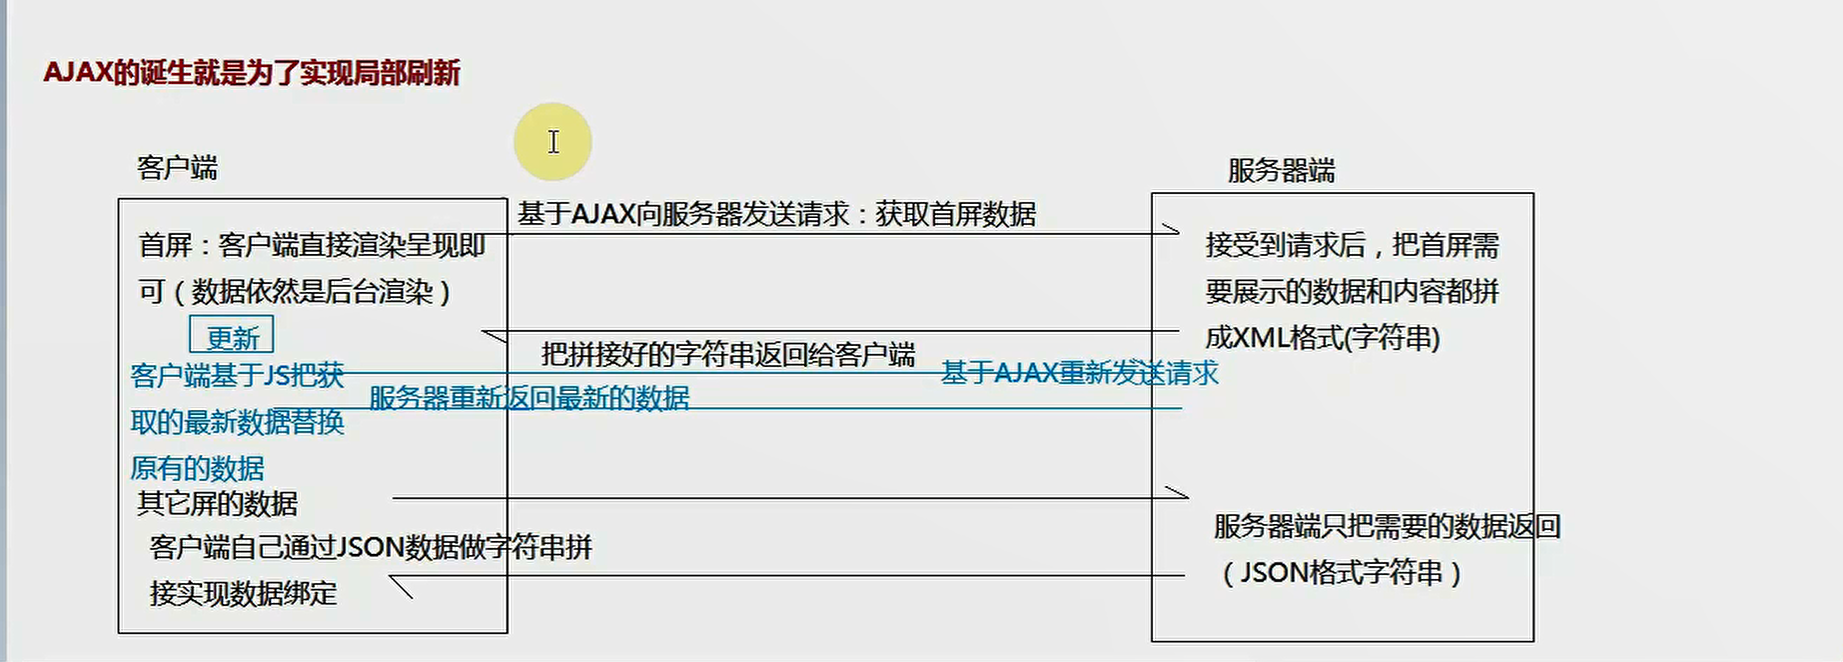 AJAX的诞生就是为了实现局部刷新
客户端
服务器端
基于AJAX向服务器发送请求：获取首屏数据
首屏：客户端直接渲染呈现即
可（数据依然是后台渲染）
接受到请求后，把首屏需
要展示的数据和内容都拼
成XML格式(字符串)
更新
把拼接好的字符串返回给客户端
基于AJAX重新发送请求
客户端基于JS把获
取的最新数据替换
原有的数据
服务器重新返回最新的数据
其它屏的数据
客户端自己通过JSON数据做字符串拼
接实现数据绑定
服务器端只把需要的数据返回
（JSON格式字符串）